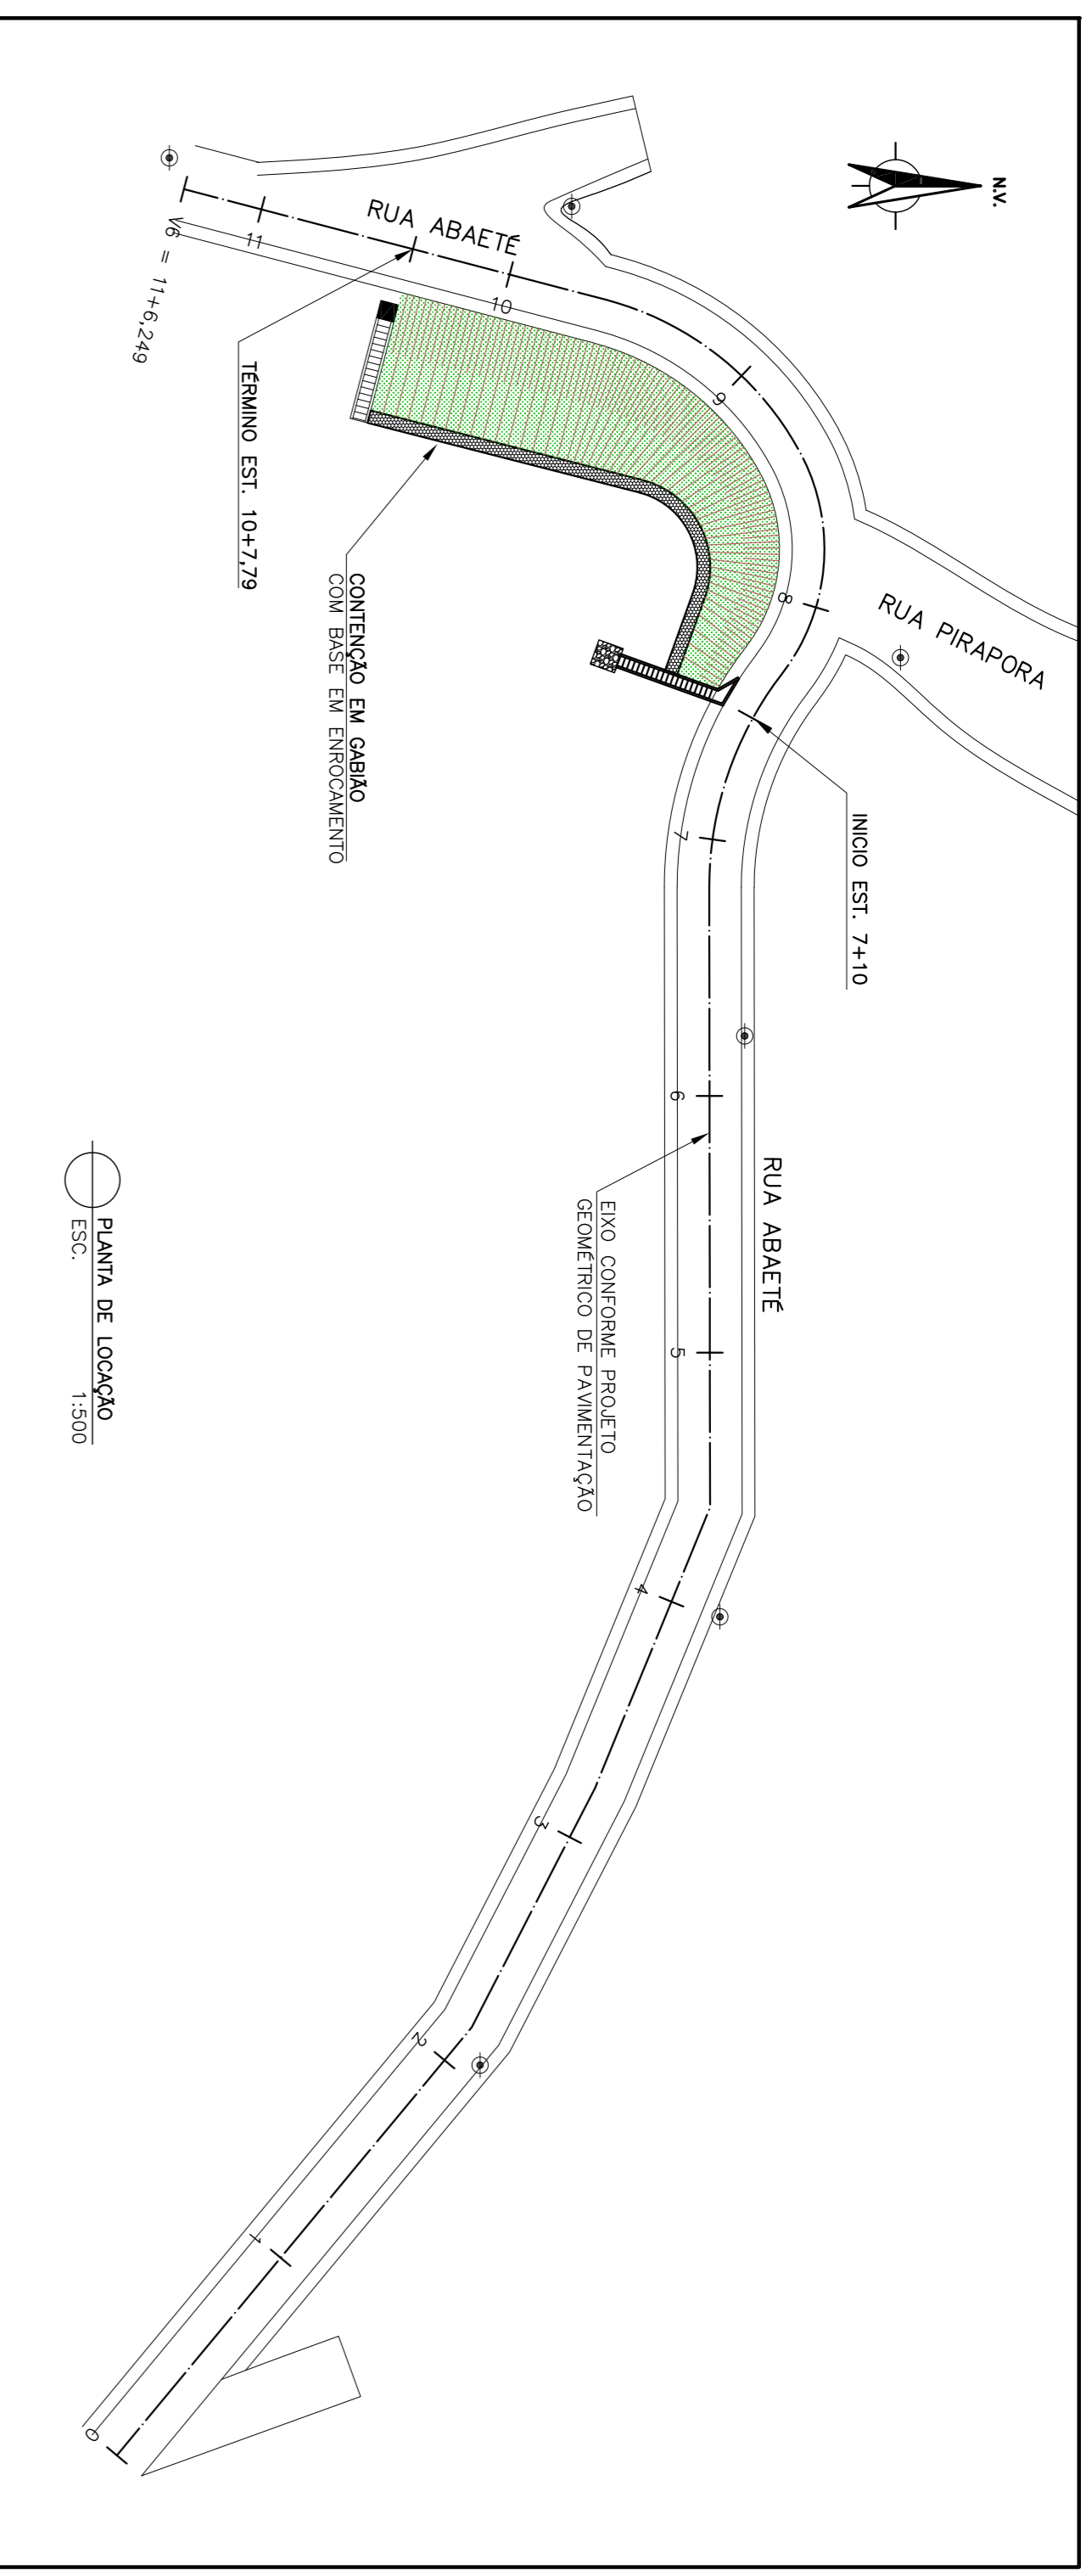 N.V.
RUA ABAETÉ
11
10
V6 = 11+6,249
TÉRMINO EST. 10+7,79
9
8
RUA PIRAPORA
CONTENÇÃO EM GABIÃO
COM BASE EM ENROCAMENTO
INICIO EST. 7+10
7
6
RUA ABAETÉ
EIXO CONFORME PROJETO
GEOMÉTRICO DE PAVIMENTAÇÃO
5
4
3
2
1
0
PLANTA DE LOCAÇÃO
ESC. 1:500